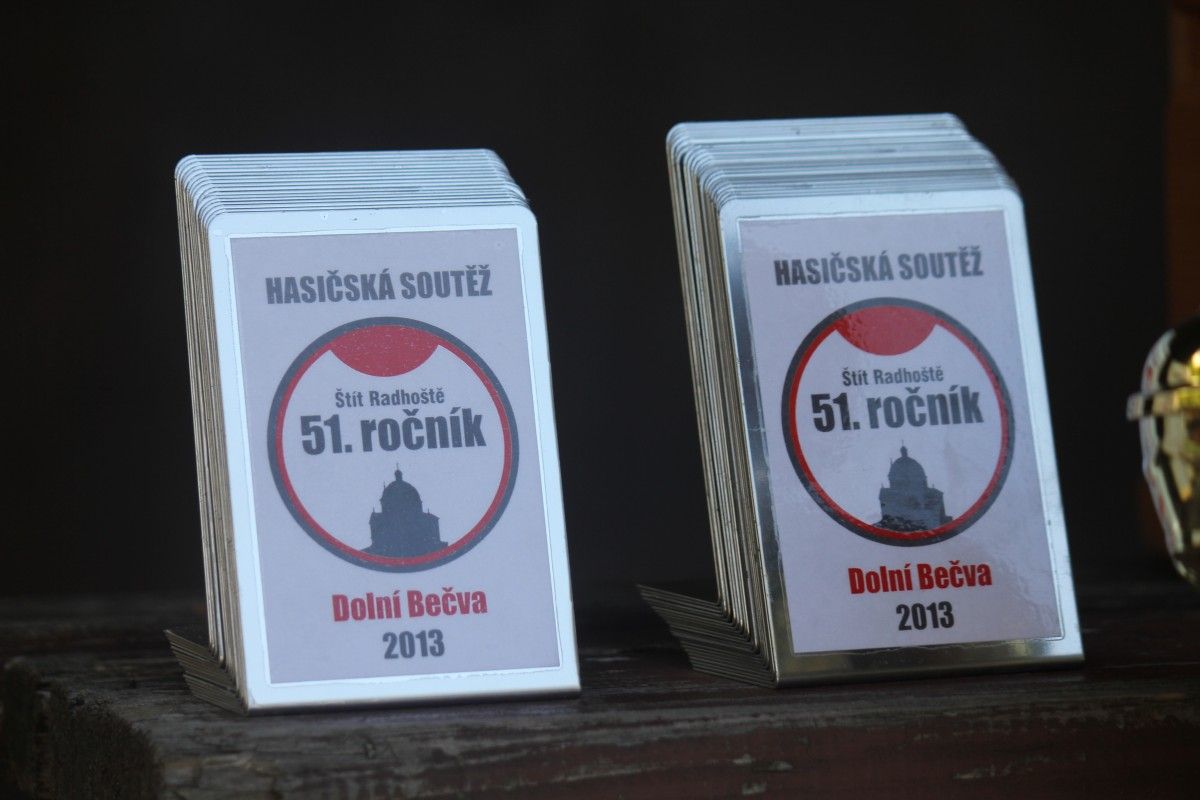 HASIČSKÁ SOUTĚŽ
Štít Radhoště
51. ročník
Dolní Bečva
2013
HASIČSKÁ SOUTĚŽ
Štít Radhoště
51. ročník
Dolní Bečva
2013